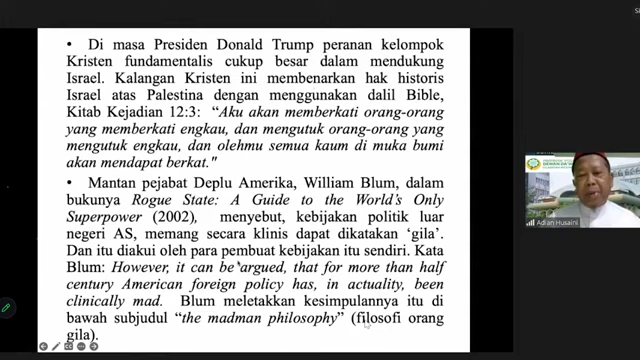 • Di masa Presiden Donald Trump peranan kelompok
Kristen fundamentalis cukup besar dalam mendukung
Israel. Kalangan Kristen ini membenarkan hak historis
Israel atas Palestina dengan menggunakan dalil Bible,
Kitab Kejadian 12:3: “Aku akan memberkati orang-orang
yang memberkati engkau, dan mengutuk orang-orang yang
mengutuk engkau, dan olehmu semua kaum di muka bumi
akan mendapat berkat."
• Mantan pejabat Deplu Amerika, William Blum, dalam
bukunya Rogue State: A Guide to the World’s Only
Superpower (2002), menyebut, kebijakan politik luar
negeri AS, memang secara klinis dapat dikatakan ‘gila’.
Dan itu diakui oleh para pembuat kebijakan itu sendiri. Kata
Blum: However, it can be argued, that for more than half
century American foreign policy has, in actuality, been
clinically mad. Blum meletakkan kesimpulannya itu di
bawah subjudul “the madman philosophy” (filosofi orang
gila).
Adian Husaini